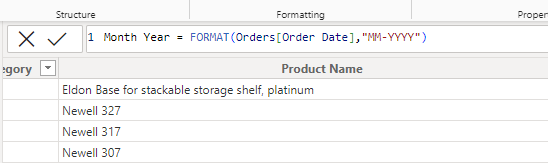 Structure Formatting Proper
1 Month Year = FORMAT(Orders[Order Date],"MM-YYYY")
egory Product Name
Eldon Base for stackable storage shelf, platinum
Newell 327
Newell 317
Newell 307